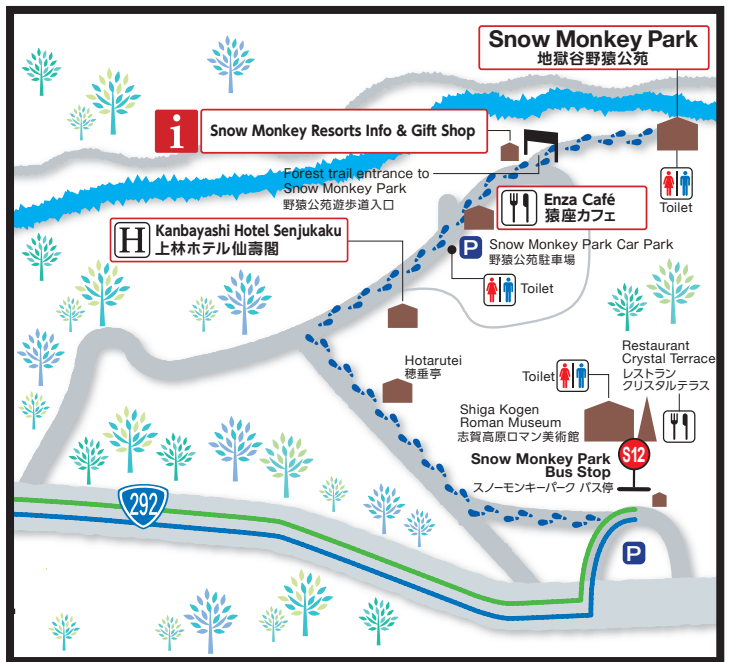 Snow Monkey Park
地獄谷野猿公苑
i
Snow Monkey Resorts Info & Gift Shop
Forest trail entrance to
Snow Monkey Park
野猿公苑遊歩道入口
Toilet
Enza Café
猿座カフェ
H
Kanbayashi Hotel Senjukaku
上林ホテル仙壽閣
P
Snow Monkey Park Car Park
野猿公苑駐車場
Toilet
Hotarutei
穂垂亭
Restaurant
Crystal Terrace
レストラン
クリスタルテラス
Toilet
Shiga Kogen
Roman Museum
志賀高原ロマン美術館
S12
Snow Monkey Park
Bus Stop
スノーモンキーパーク バス停
292
P